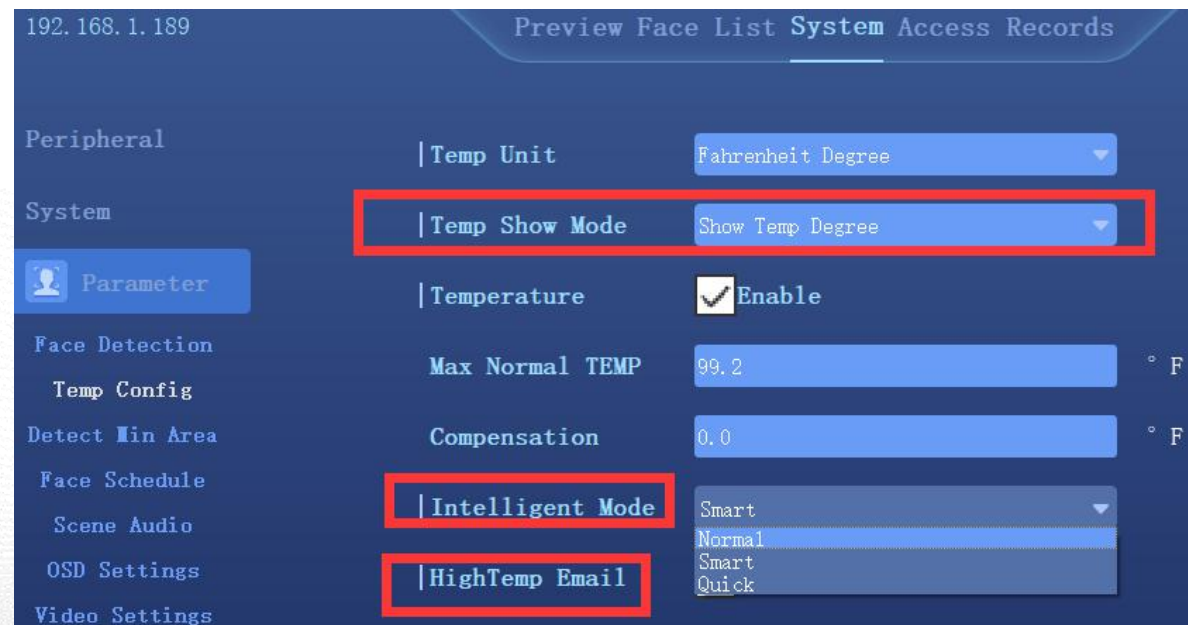 192.168.1.189
Preview Face List System Access Records
Peripheral
System
Parameter
Face Detection
Temp Config
Detect Min Area
Face Schedule
Scene Audio
OSD Settings
Video Settings
Temp Unit Fahrenheit Degree
Temp Show Mode Show Temp Degree
Temperature Enable
Max Normal TEMP 99.2 ° F
Compensation 0.0 ° F
Intelligent Mode Smart
Normal
Smart
Quick
HighTemp Email